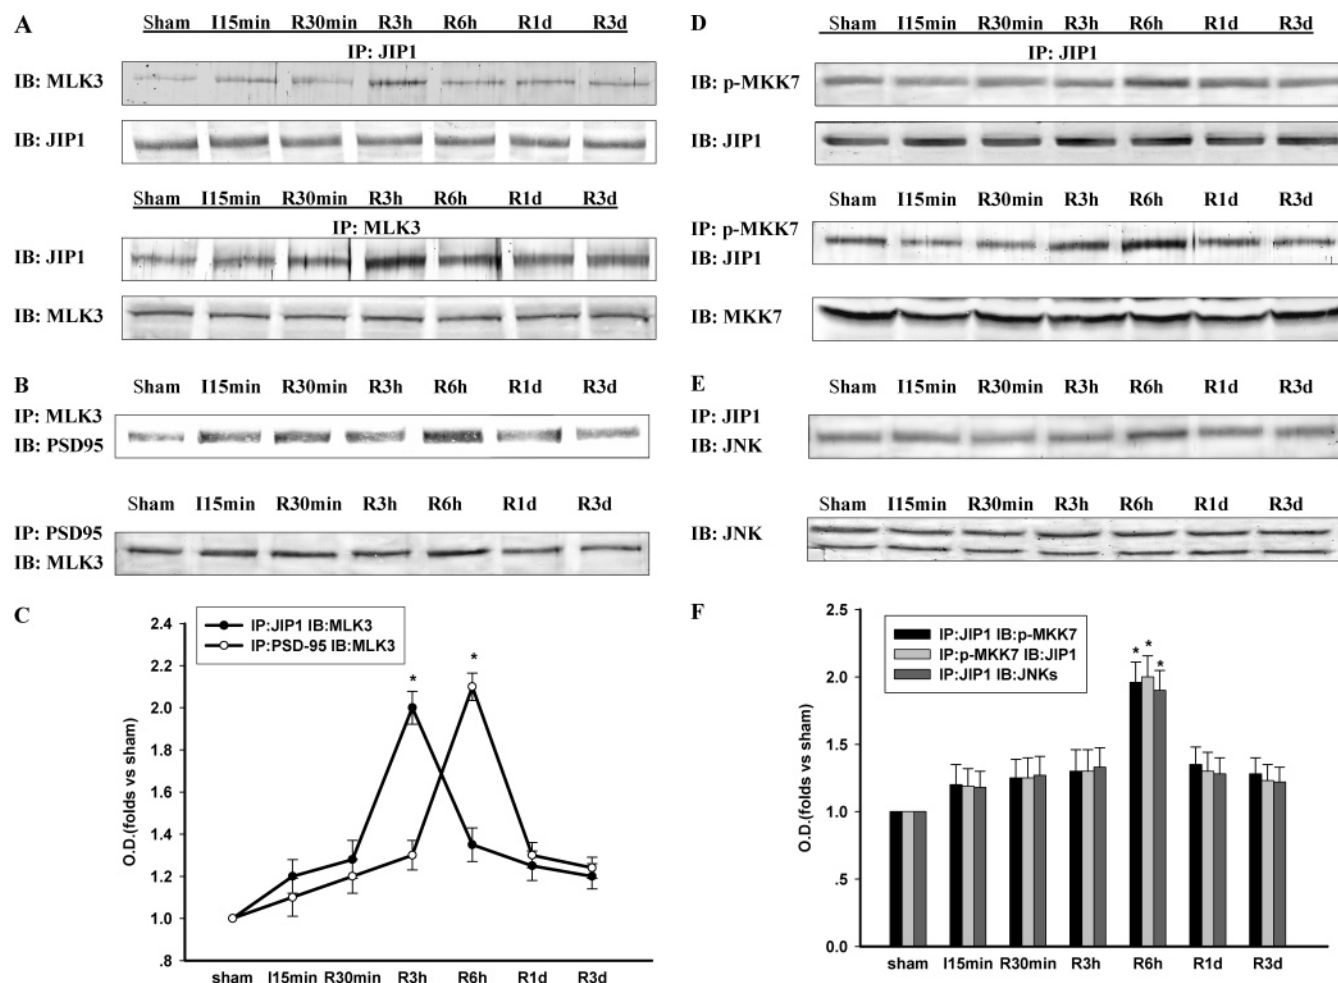 A
Sham I15min R30min R3h R6h R1d R3d
IP: JIP1
IB: MLK3
IB: JIP1
Sham I15min R30min R3h R6h R1d R3d
IP: MLK3
IB: JIP1
IB: MLK3
B
Sham I15min R30min R3h R6h R1d R3d
IP: MLK3
IB: PSD95
Sham I15min R30min R3h R6h R1d R3d
IP: PSD95
IB: MLK3
C
IP:JIP1 IB:MLK3
IP:PSD-95 IB:MLK3
O.D.(folds vs sham)
2.4
2.2
2.0
1.8
1.6
1.4
1.2
1.0
.8
* *
sham I15min R30min R3h R6h R1d R3d
D
Sham I15min R30min R3h R6h R1d R3d
IP: JIP1
IB: p-MKK7
IB: JIP1
Sham I15min R30min R3h R6h R1d R3d
IP: p-MKK7
IB: JIP1
IB: MKK7
E
Sham I15min R30min R3h R6h R1d R3d
IP: JIP1
IB: JNK
Sham I15min R30min R3h R6h R1d R3d
IB: JNK
F
IP:JIP1 IB:p-MKK7
IP:p-MKK7 IB:JIP1
IP:JIP1 IB:JNKs
O.D.(folds vs sham)
2.5
2.0
1.5
1.0
.5
0.0
* * *
sham I15min R30min R3h R6h R1d R3d